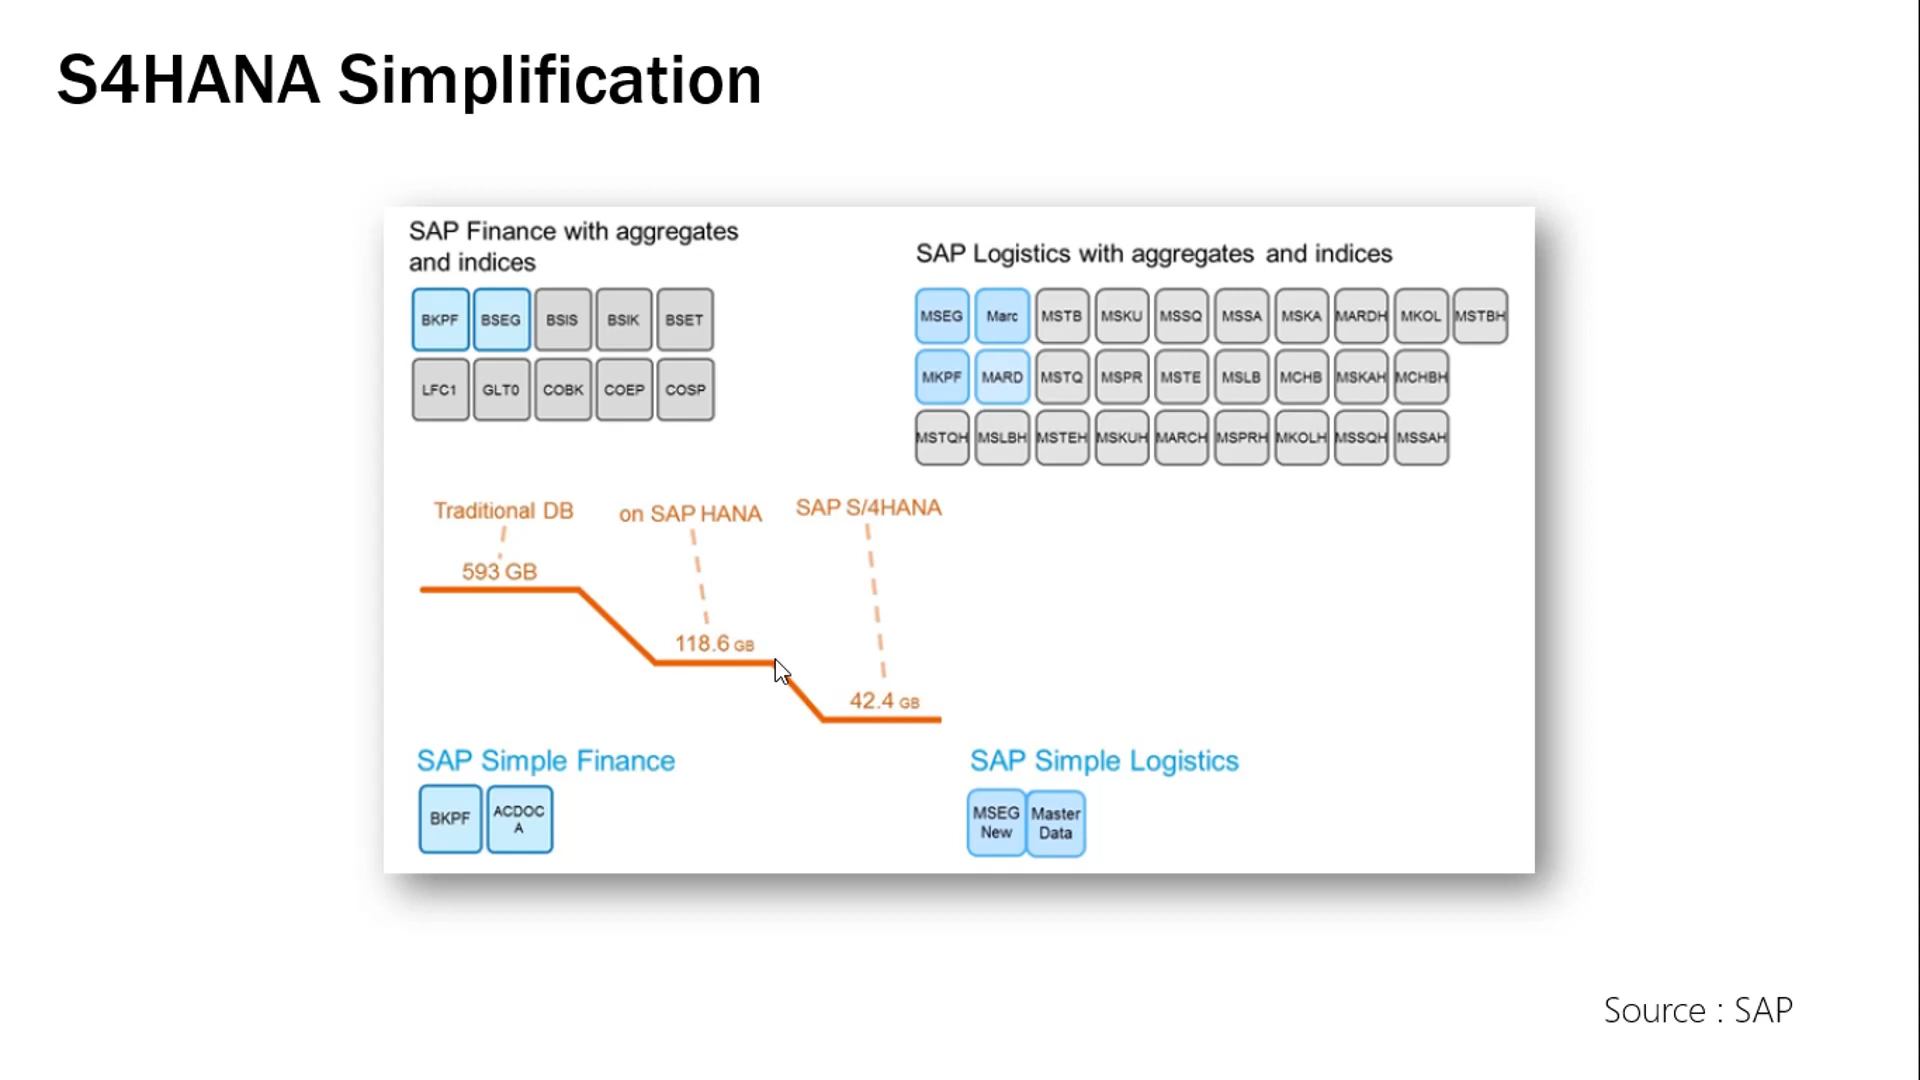 S4HANA Simplification
SAP Finance with aggregates
and indices
BKPF BSEG BSIS BSIK BSET
LFC1 GLT0 COBK COEP COSP
SAP Logistics with aggregates and indices
MSEG Marc MSTB MSKU MSSQ MSSA MSKA MARDH MKOL MSTBH
MKPF MARD MSTQ MSPR MSTE MSLB MCHB MSKAH MCHBH
MSTQH MSLBH MSTEH MSKUH MARCH MSPRH MKOLH MSSQH MSSAH
Traditional DB
on SAP HANA
SAP S/4HANA
593 GB
118.6 GB
42.4 GB
SAP Simple Finance
BKPF
ACDOC
A
SAP Simple Logistics
MSEG
New
Master
Data
Source : SAP